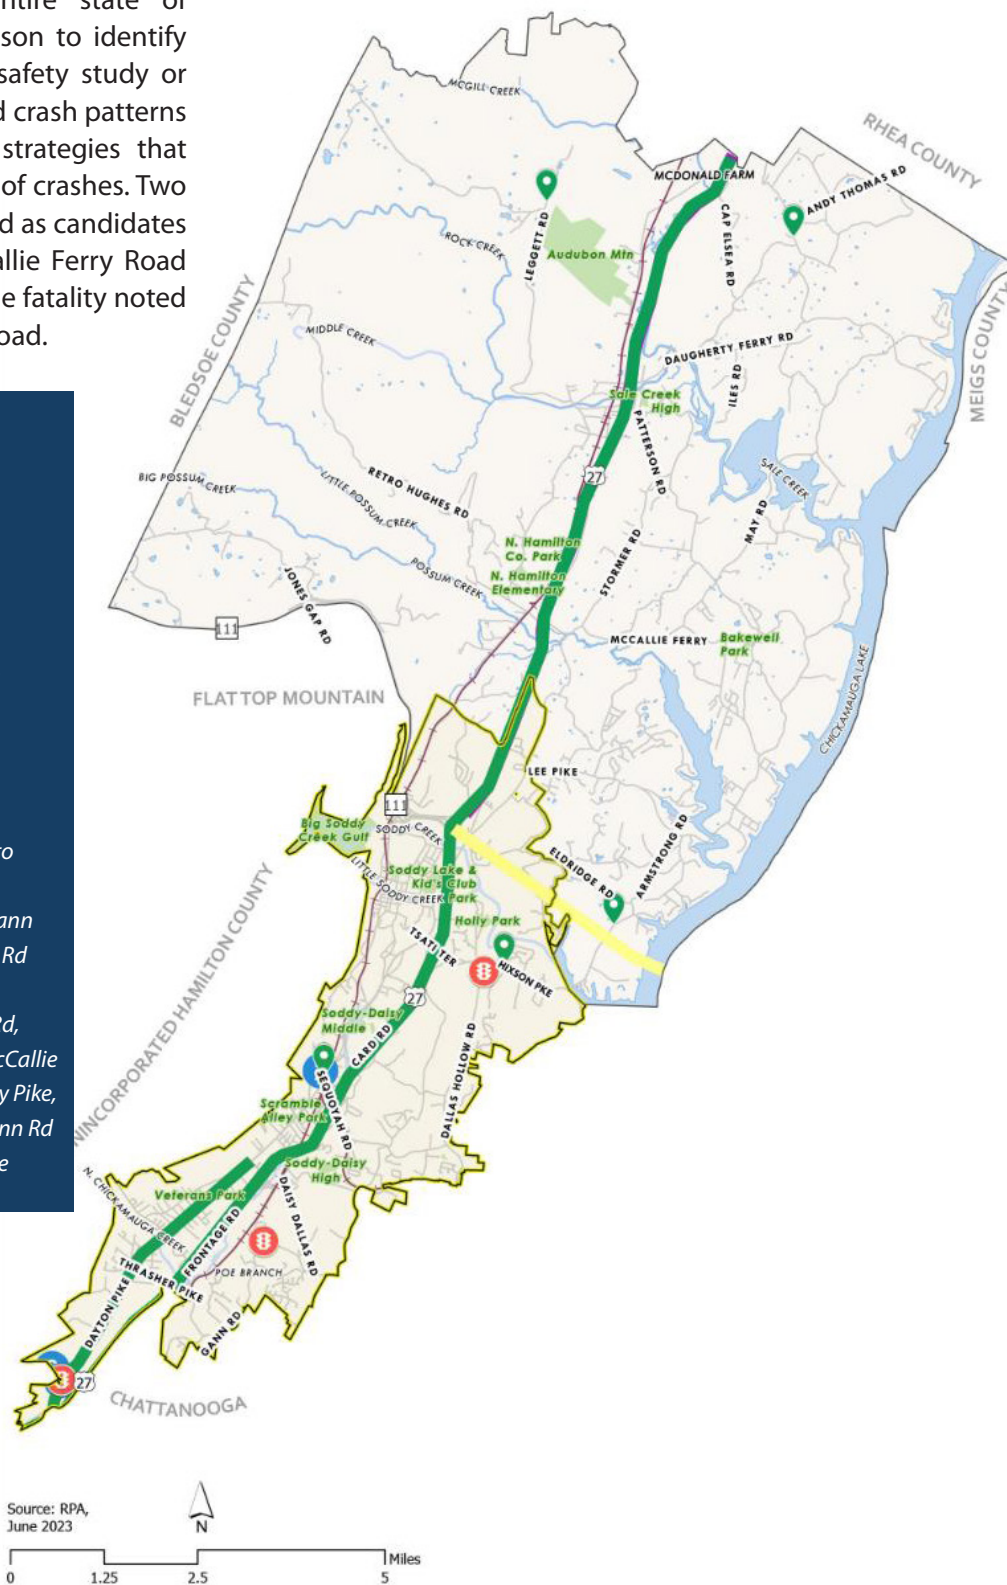 entire state of
son to identify
safety study or
d crash patterns
strategies that
of crashes. Two
d as candidates
allie Ferry Road
e fatality noted
oad.
to
ann
Rd
Rd,
cCallie
y Pike,
nn Rd
e
MCGILL CREEK
RHEA COUNTY
MCDONALD FARM
ANDY THOMAS RD
LEGGETT RD
CAP ELSEA RD
ROCK CREEK
Audubon Mtn
BLEDSOE COUNTY
MEIGS COUNTY
MIDDLE CREEK
DAUGHERTY FERRY RD
ILES RD
Sale Creek
High
PATTERSON RD
BIG POSSUM CREEK
LITTLE POSSUM CREEK
RETRO HUGHES RD
27
SALE CREEK
MAY RD
N. Hamilton
Co. Park
N. Hamilton
Elementary
STORMER RD
POSSUM CREEK
JONES GAP RD
111
MCCALLIE FERRY
Bakewell
Park
FLAT TOP MOUNTAIN
CHICKAMAUGA LAKE
LEE PIKE
111
Big Soddy
Creek Gulf
SODDY CREEK
ELDRIDGE RD
ARMSTRONG RD
LITTLE SODDY CREEK
Soddy Lake &
Kid's Club
Park
Holly Park
TSATI TER
HIXSON PKE
27
NINCORPORATED HAMILTON COUNTY
Soddy-Daisy
Middle
CARD RD
SEQUOYAH RD
DALLAS HOLLOW RD
Scramble
Alley Park
Soddy-Daisy
High
Veterans Park
N. CHICKAMAUGA CREEK
DAISY DALLAS RD
FRONTAGE RD
THRASHER PIKE
POE BRANCH
DAYTON PIKE
GANN RD
27
CHATTANOOGA
Source: RPA,
June 2023
N
Miles
0 1.25 2.5 5